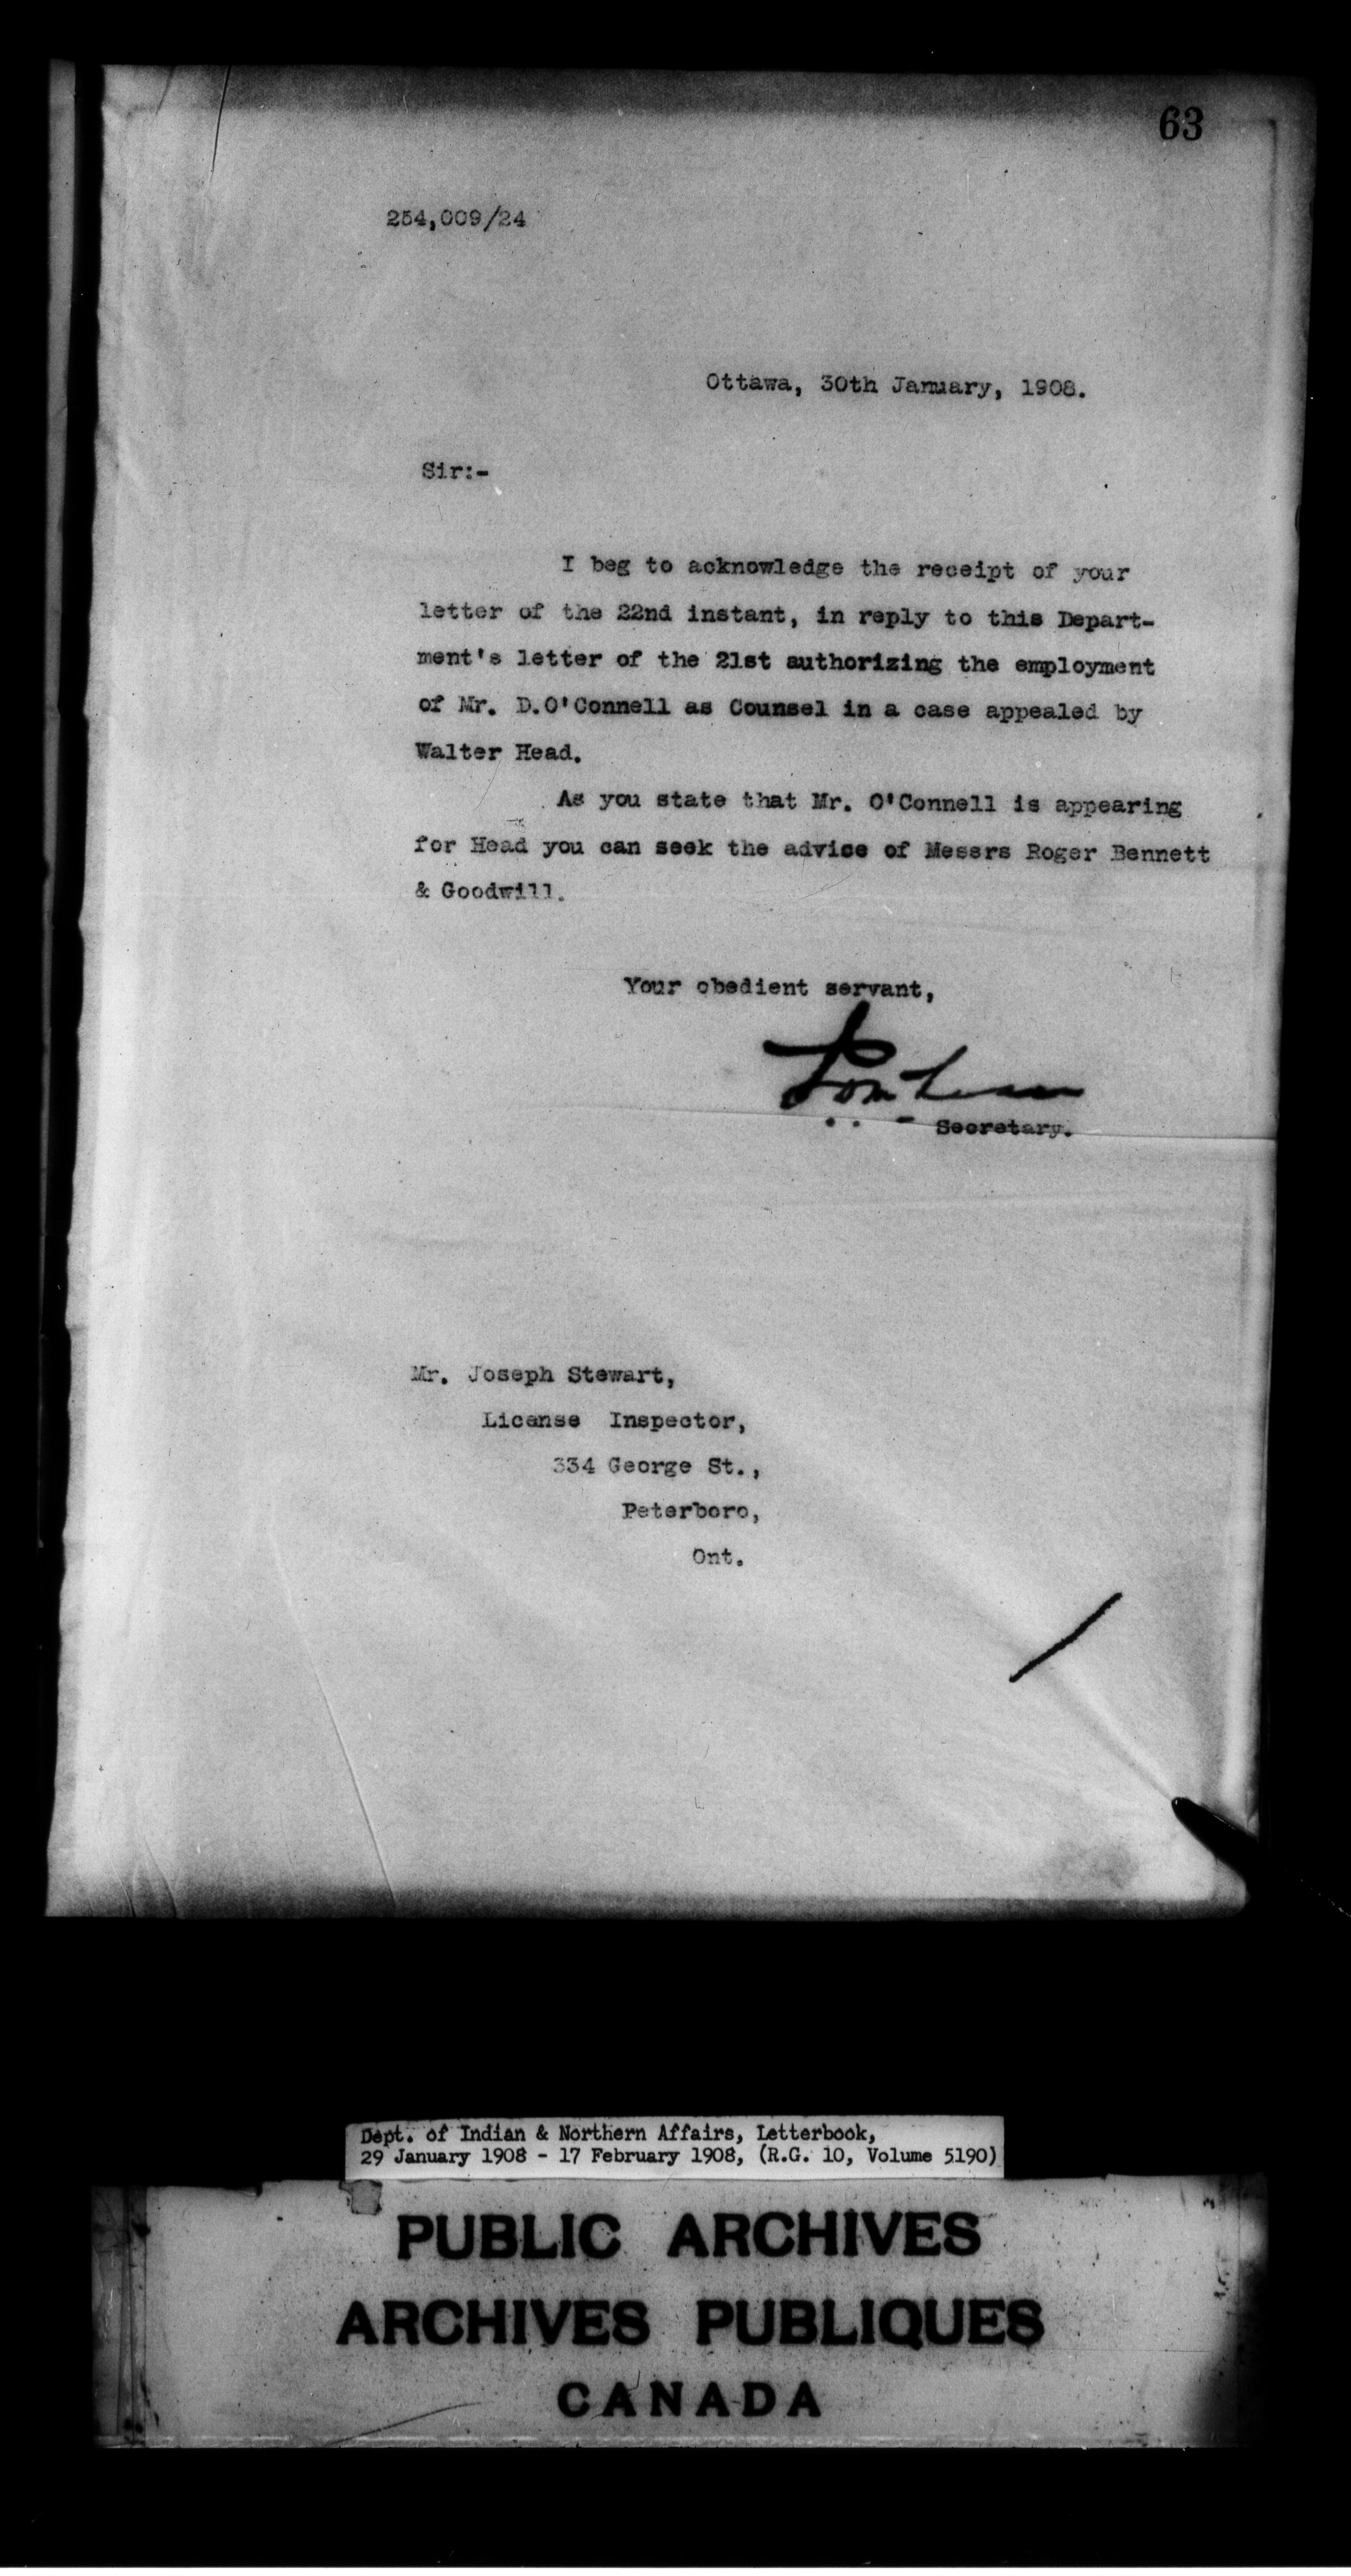 63
254,009/24
Ottawa, 30th January, 1908.
Sir:-
I beg to acknowledge the receipt of your
letter of the 22nd instant, in reply to this Depart-
ment's letter of the 21st authorizing the employment
of Mr. D.O'Connell as Counsel in a case appealed by
Walter Head.
As you state that Mr. O'Connell is appearing
for Head you can seek the advice of Messrs Roger Bennett
& Goodwill.
Your obedient servant,
Secretary.
Mr. Joseph Stewart,
License Inspector,
334 George St.,
Peterboro,
Ont.
Dept. of Indian & Northern Affairs, Letterbook,
29 January 1908 - 17 February 1908, (R.G. 10, Volume 5190)
PUBLIC ARCHIVES
ARCHIVES PUBLIQUES
CANADA